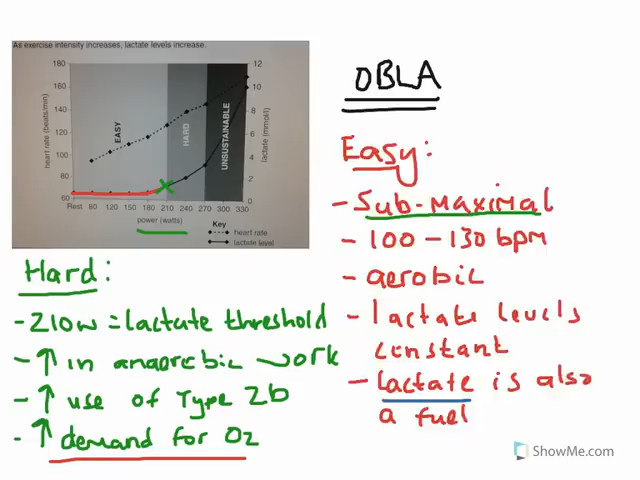 As exercise intensity increases, lactate levels increase.
180
160
140
120
100
80
60
heart rate (beats/min)
EASY
HARD
UNSUSTAINABLE
12
10
8
6
4
2
0
lactate (mmol/l)
Rest 80 120 150 180 210 240 270 300 330
power (watts)
Key
heart rate
lactate level
OBLA
Easy:
- Sub-maximal
- 100 - 130 bpm
- aerobic
- lactate levels
constant
- Lactate is also
a fuel
Hard:
- 210w = lactate threshold
- ↑ in anaerobic work
- ↑ use of Type 2b
- ↑ demand for O2
ShowMe.com